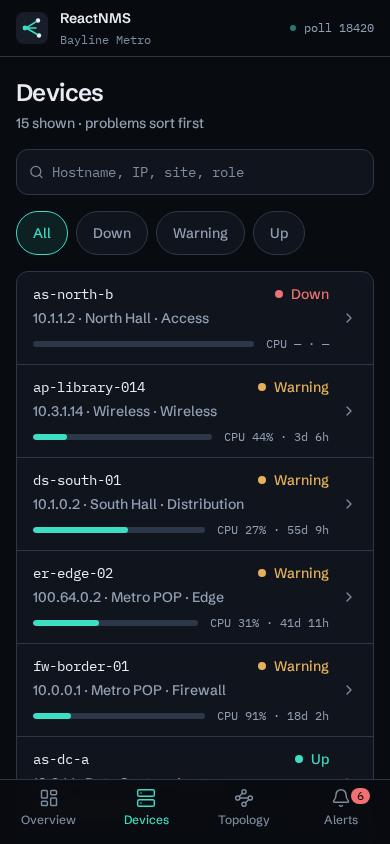 ReactNMS
Bayline Metro
poll 18420
Devices
15 shown · problems sort first
Hostname, IP, site, role
All
Down
Warning
Up
as-north-b
Down
10.1.1.2 · North Hall · Access
CPU — · —
ap-library-014
Warning
10.3.1.14 · Wireless · Wireless
CPU 44% · 3d 6h
ds-south-01
Warning
10.1.0.2 · South Hall · Distribution
CPU 27% · 55d 9h
er-edge-02
Warning
100.64.0.2 · Metro POP · Edge
CPU 31% · 41d 11h
fw-border-01
Warning
10.0.0.1 · Metro POP · Firewall
CPU 91% · 18d 2h
as-dc-a
Up
Overview
Devices
Topology
Alerts
6